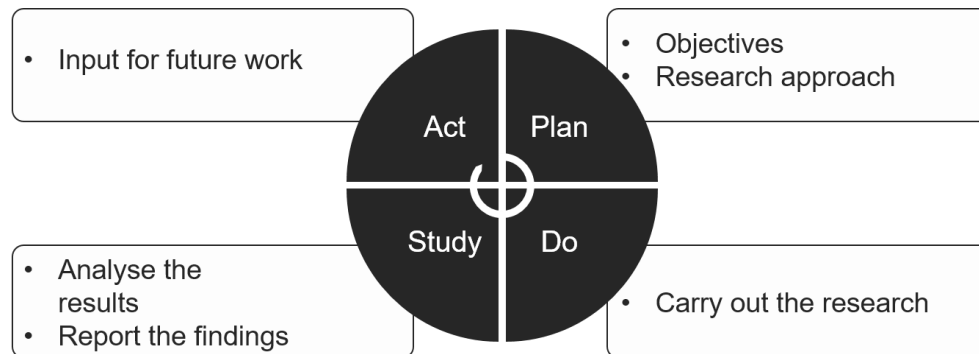 • Input for future work
• Objectives
• Research approach
Act
Plan
Study
Do
• Analyse the
results
• Report the findings
• Carry out the research